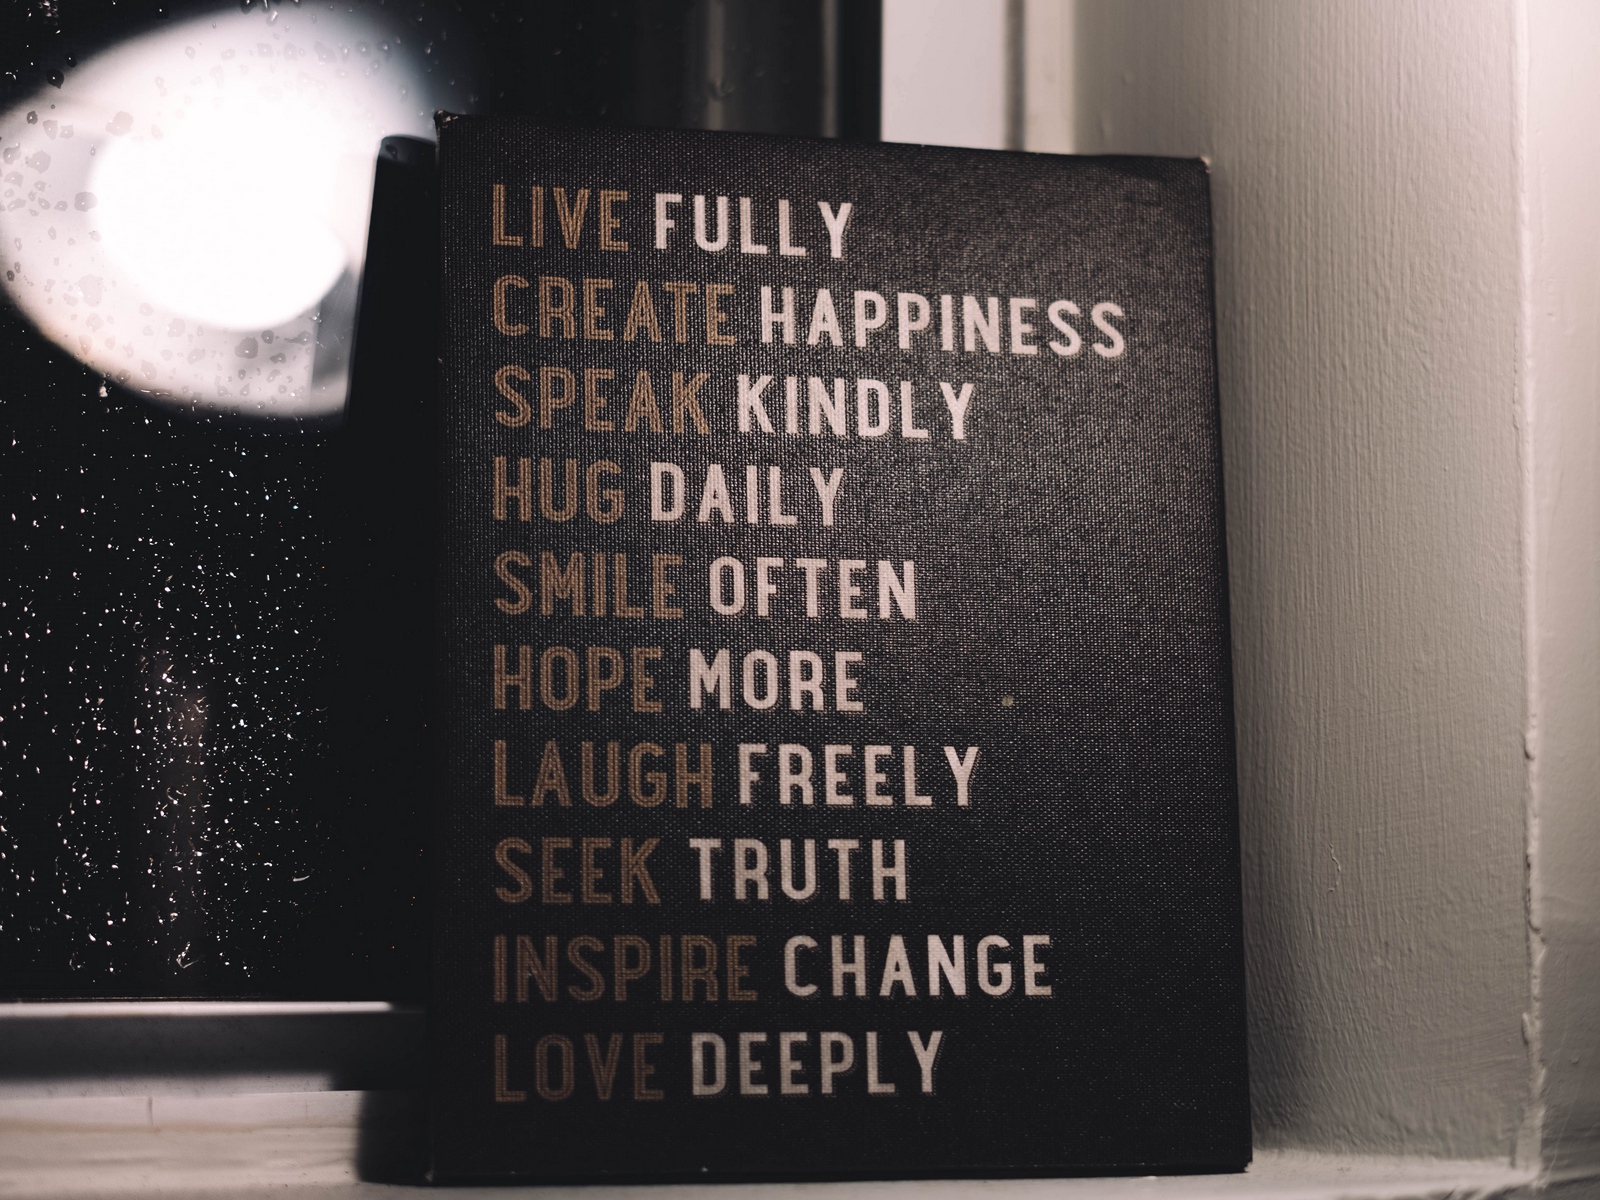 LIVE FULLY
CREATE HAPPINESS
SPEAK KINDLY
HUG DAILY
SMILE OFTEN
HOPE MORE
LAUGH FREELY
SEEK TRUTH
INSPIRE CHANGE
LOVE DEEPLY